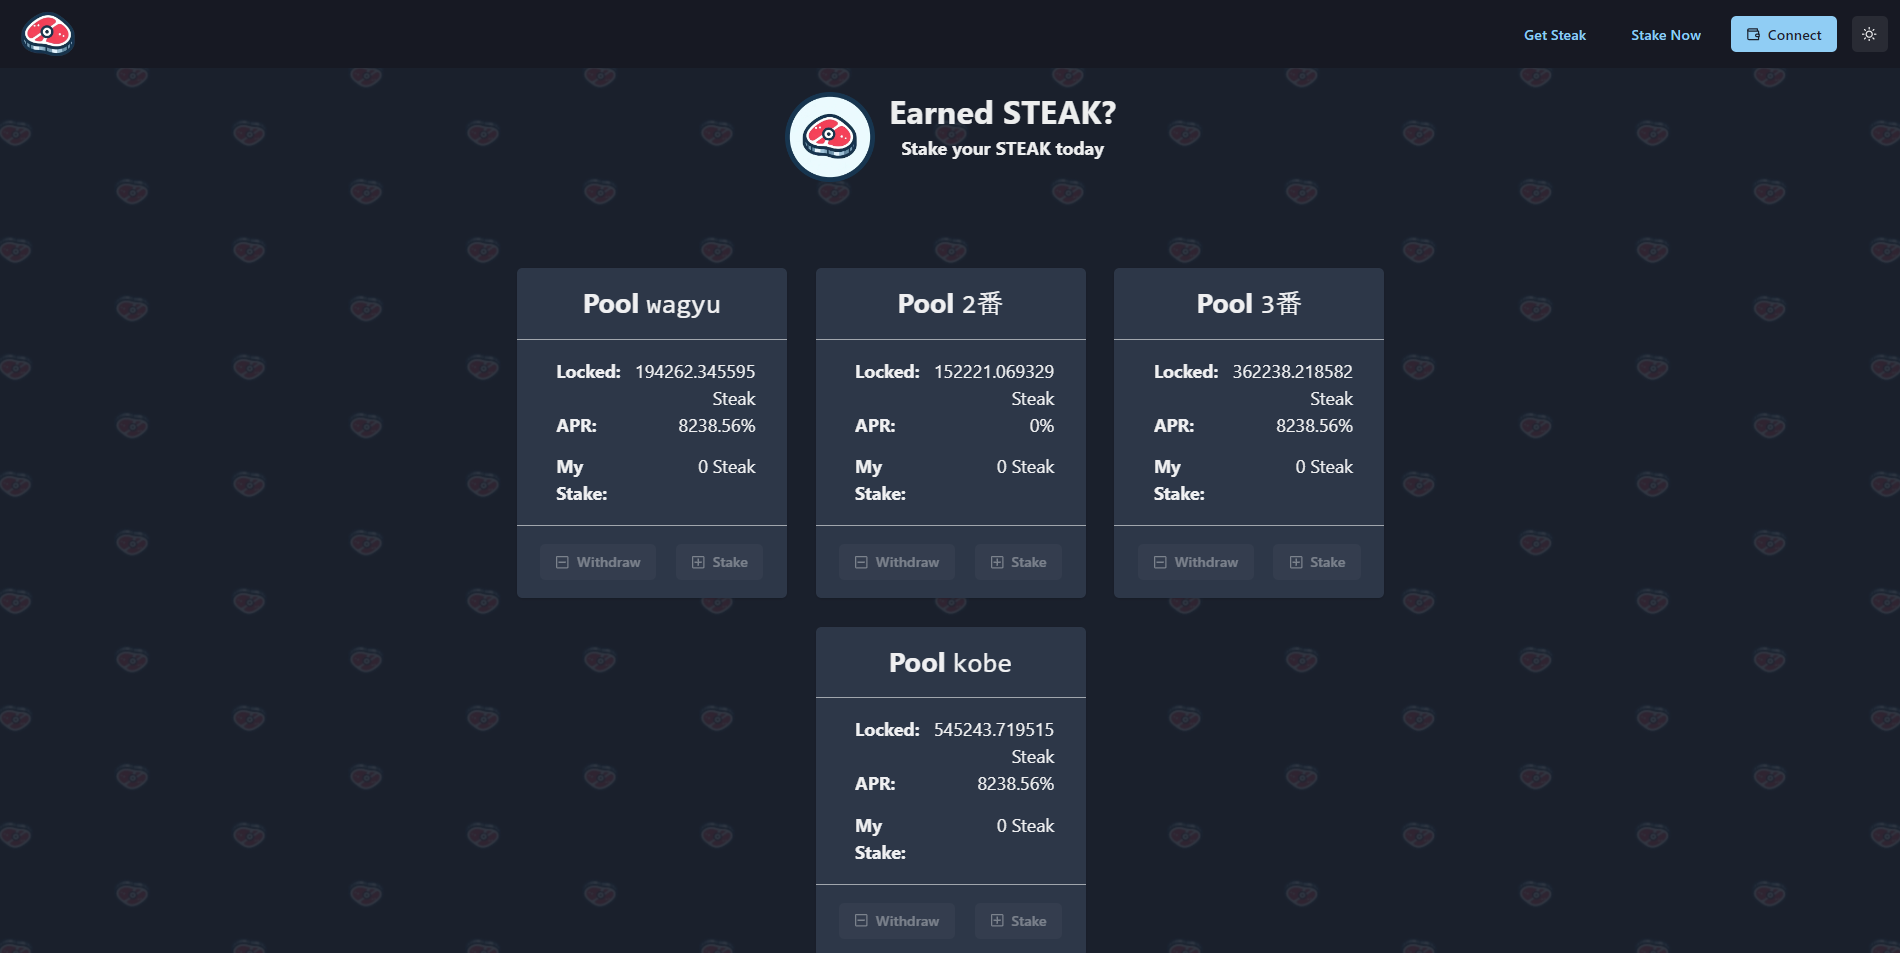 Get Steak Stake Now Connect
Earned STEAK?
Stake your STEAK today
Pool wagyu
Locked: 194262.345595
Steak
APR: 8238.56%
My 0 Steak
Stake:
Withdraw Stake
Pool 2番
Locked: 152221.069329
Steak
APR: 0%
My 0 Steak
Stake:
Withdraw Stake
Pool 3番
Locked: 362238.218582
Steak
APR: 8238.56%
My 0 Steak
Stake:
Withdraw Stake
Pool kobe
Locked: 545243.719515
Steak
APR: 8238.56%
My 0 Steak
Stake:
Withdraw Stake